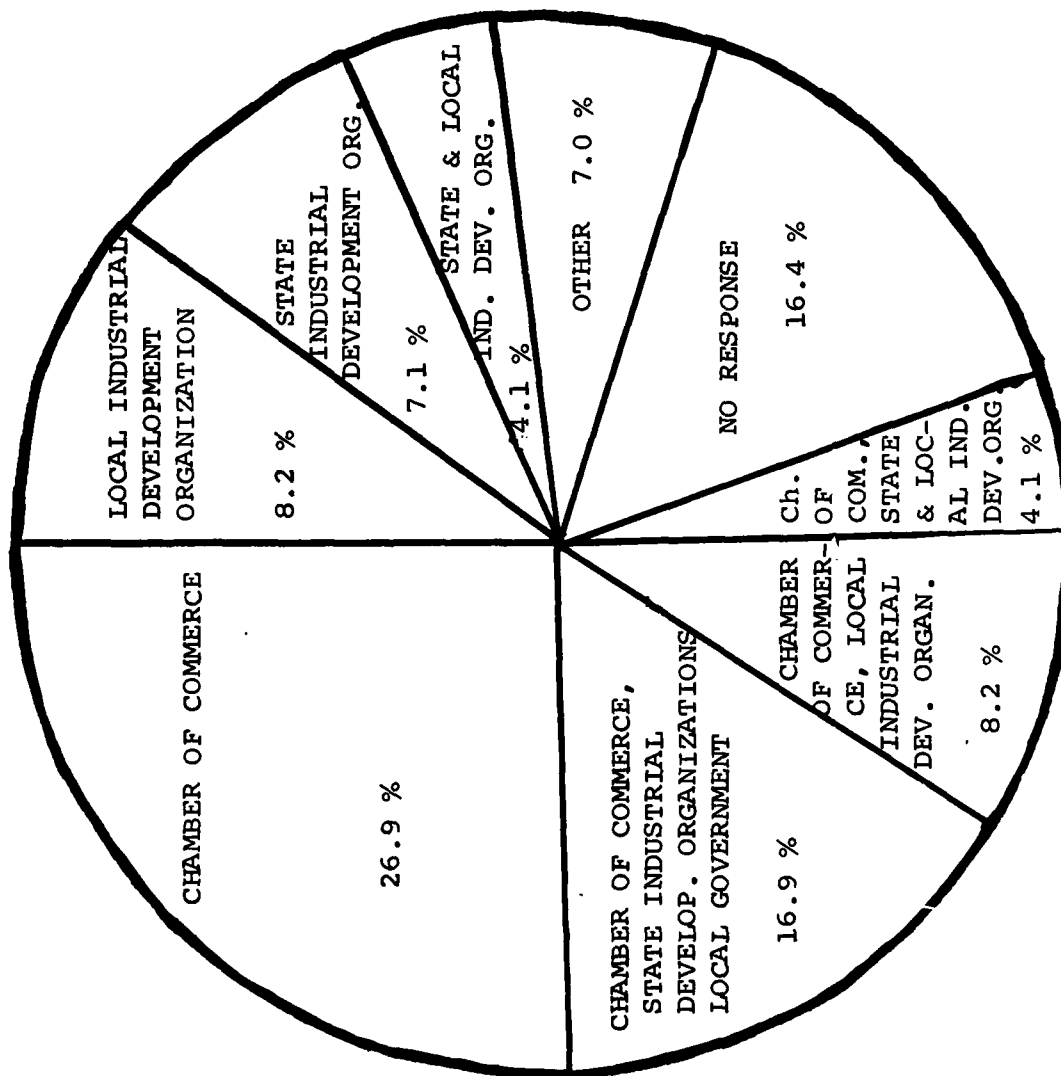 CHAMBER OF COMMERCE
26.9 %
LOCAL INDUSTRIAL
DEVELOPMENT
ORGANIZATION
8.2 %
STATE
INDUSTRIAL
DEVELOPMENT ORG.
7.1 %
STATE & LOCAL
IND. DEV. ORG.
4.1 %
OTHER 7.0 %
NO RESPONSE
16.4 %
Ch.
OF
COM.,
STATE
& LOC-
AL IND.
DEV.ORG.
4.1 %
CHAMBER
OF COMMER-
CE, LOCAL
INDUSTRIAL
DEV. ORGAN.
8.2 %
CHAMBER OF COMMERCE,
STATE INDUSTRIAL
DEVELOP. ORGANIZATIONS
LOCAL GOVERNMENT
16.9 %